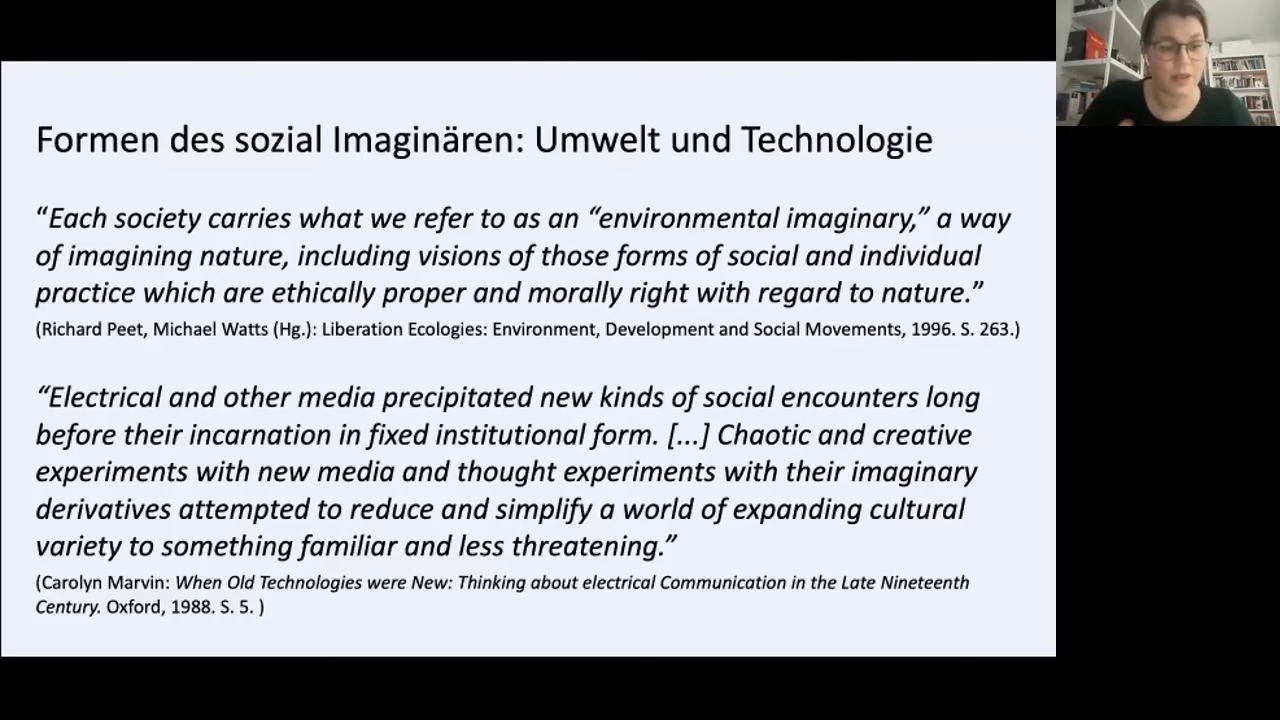 Formen des sozial Imaginären: Umwelt und Technologie
“Each society carries what we refer to as an “environmental imaginary,” a way
of imagining nature, including visions of those forms of social and individual
practice which are ethically proper and morally right with regard to nature.”
(Richard Peet, Michael Watts (Hg.): Liberation Ecologies: Environment, Development and Social Movements, 1996. S. 263.)
“Electrical and other media precipitated new kinds of social encounters long
before their incarnation in fixed institutional form. [...] Chaotic and creative
experiments with new media and thought experiments with their imaginary
derivatives attempted to reduce and simplify a world of expanding cultural
variety to something familiar and less threatening.”
(Carolyn Marvin: When Old Technologies were New: Thinking about electrical Communication in the Late Nineteenth
Century. Oxford, 1988. S. 5. )